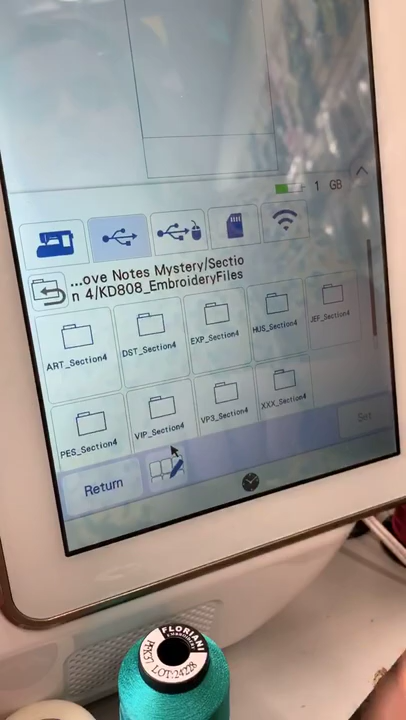 1 GB
...ove Notes Mystery/Sectio
n 4/KD808_EmbroideryFiles
ART_Section4
DST_Section4
EXP_Section4
HUS_Section4
JEF_Section4
PES_Section4
VIP_Section4
VP3_Section4
XXX_Section4
Set
Return
FLORIANI
EMBROIDERY
LOT:24228